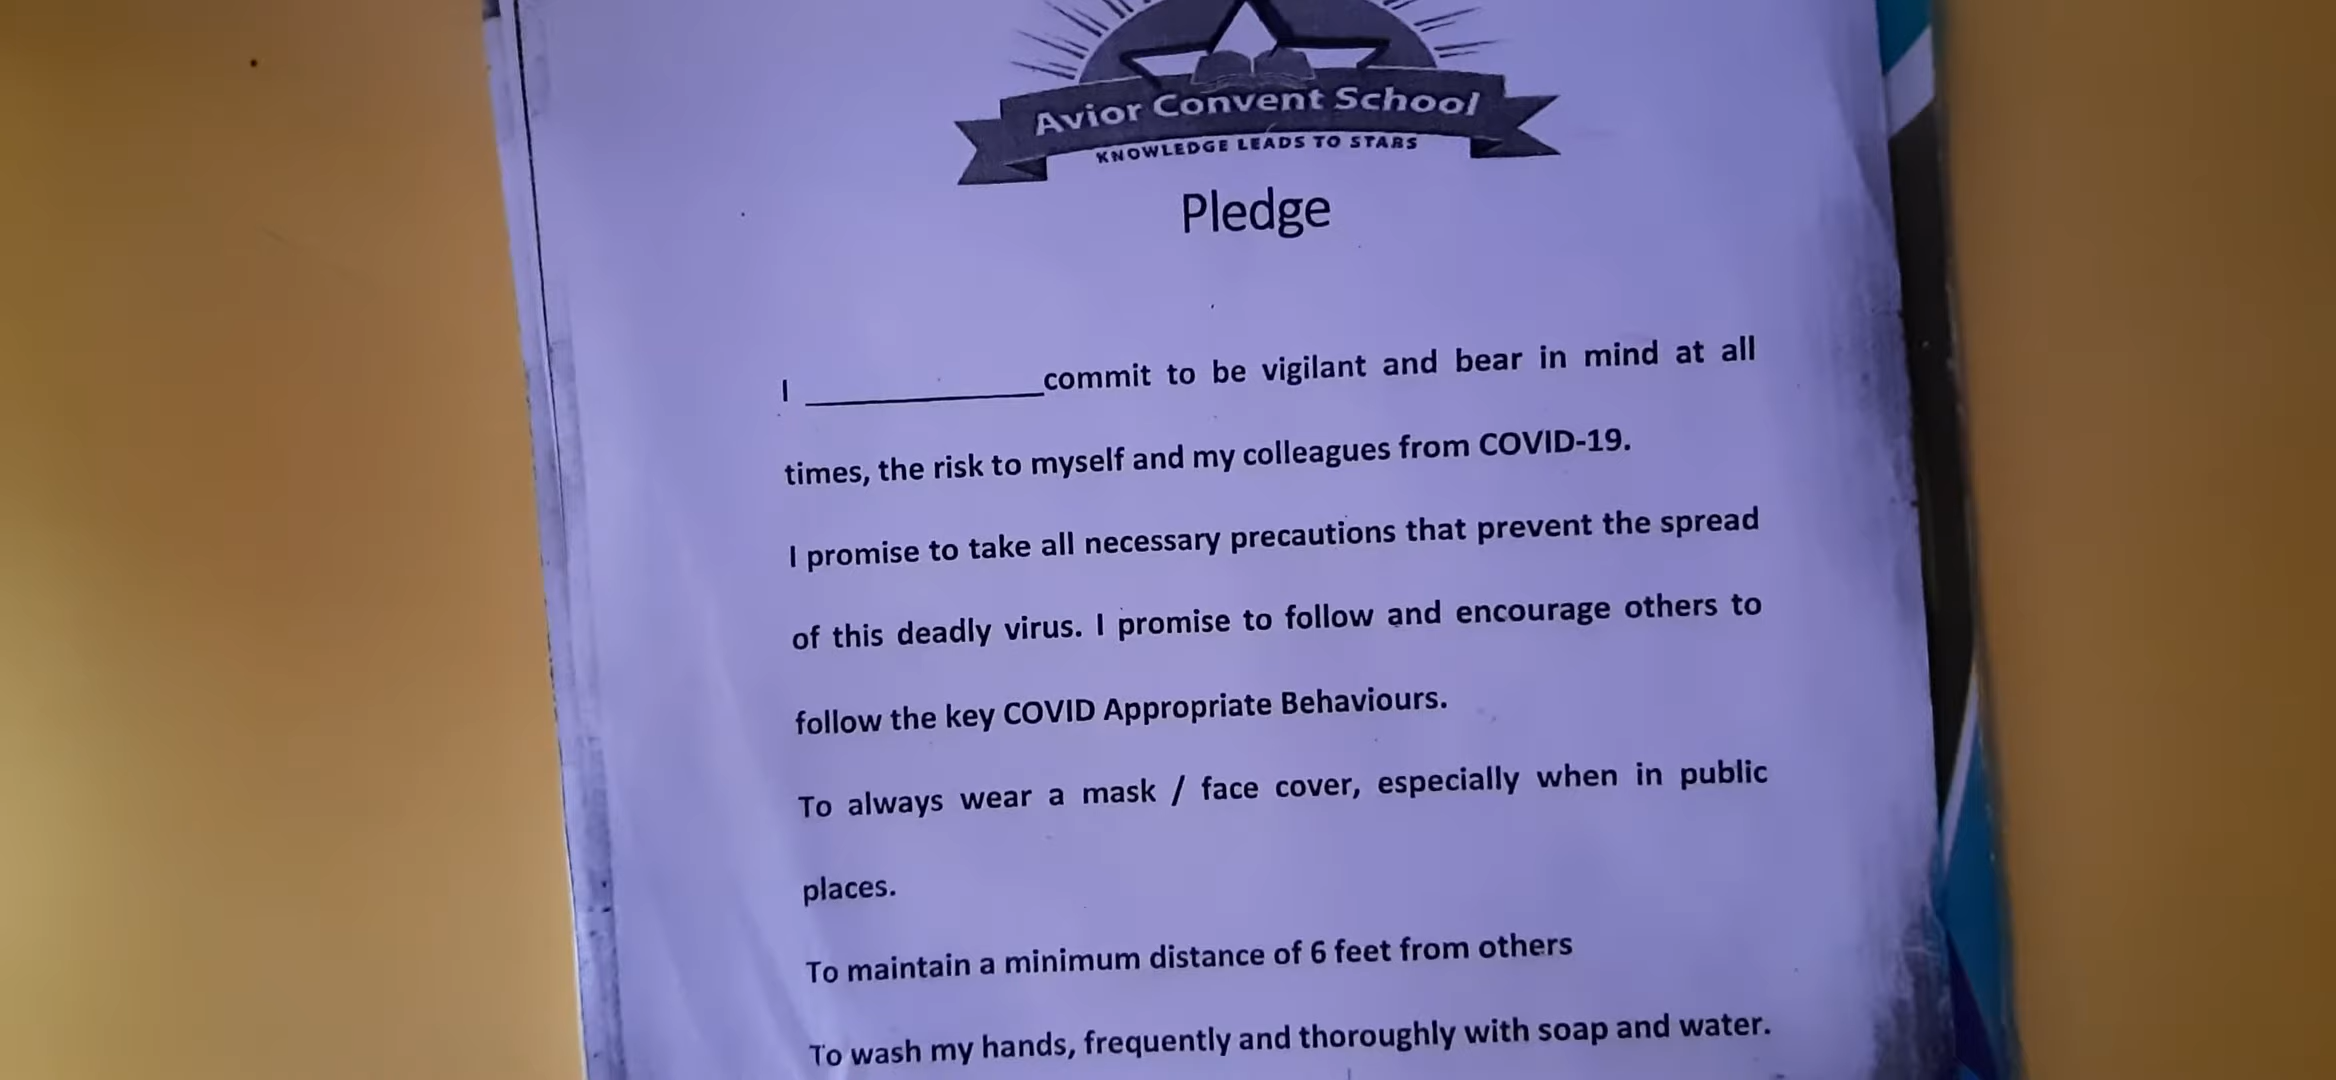 Avior Convent School
KNOWLEDGE LEADS TO STARS
Pledge
I ______________commit to be vigilant and bear in mind at all
times, the risk to myself and my colleagues from COVID-19.
I promise to take all necessary precautions that prevent the spread
of this deadly virus. I promise to follow and encourage others to
follow the key COVID Appropriate Behaviours.
To always wear a mask / face cover, especially when in public
places.
To maintain a minimum distance of 6 feet from others
To wash my hands, frequently and thoroughly with soap and water.